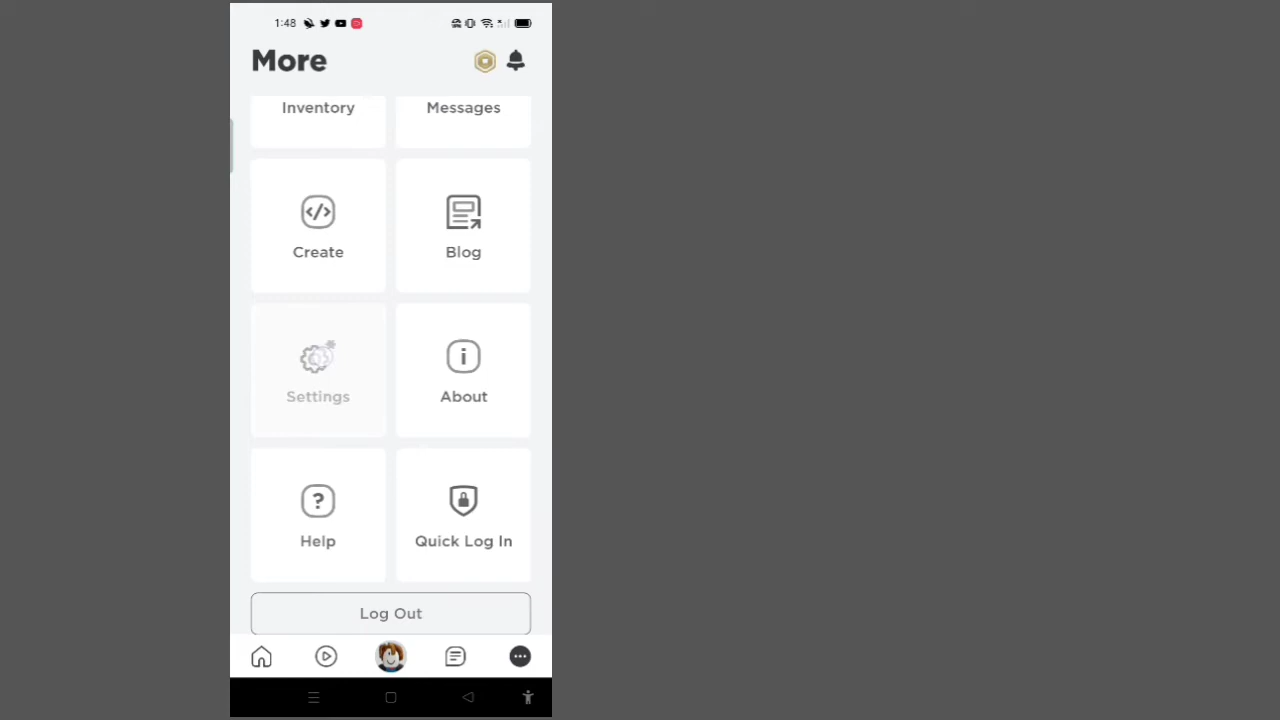 1:48
More
Inventory Messages
Create Blog
Settings About
Help Quick Log In
Log Out